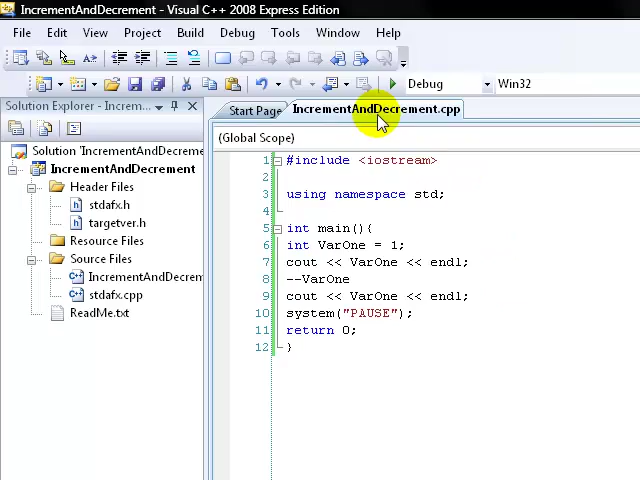 IncrementAndDecrement - Visual C++ 2008 Express Edition
File Edit View Project Build Debug Tools Window Help
Debug Win32
Solution Explorer - Increm...
Start Page IncrementAndDecrement.cpp
(Global Scope)
Solution 'IncrementAndDecreme
IncrementAndDecrement
Header Files
stdafx.h
targetver.h
Resource Files
Source Files
IncrementAndDecrem
stdafx.cpp
ReadMe.txt
1 #include <iostream>
2
3 using namespace std;
4
5 int main(){
6 int VarOne = 1;
7 cout << VarOne << endl;
8 --VarOne
9 cout << VarOne << endl;
10 system("PAUSE");
11 return 0;
12 }